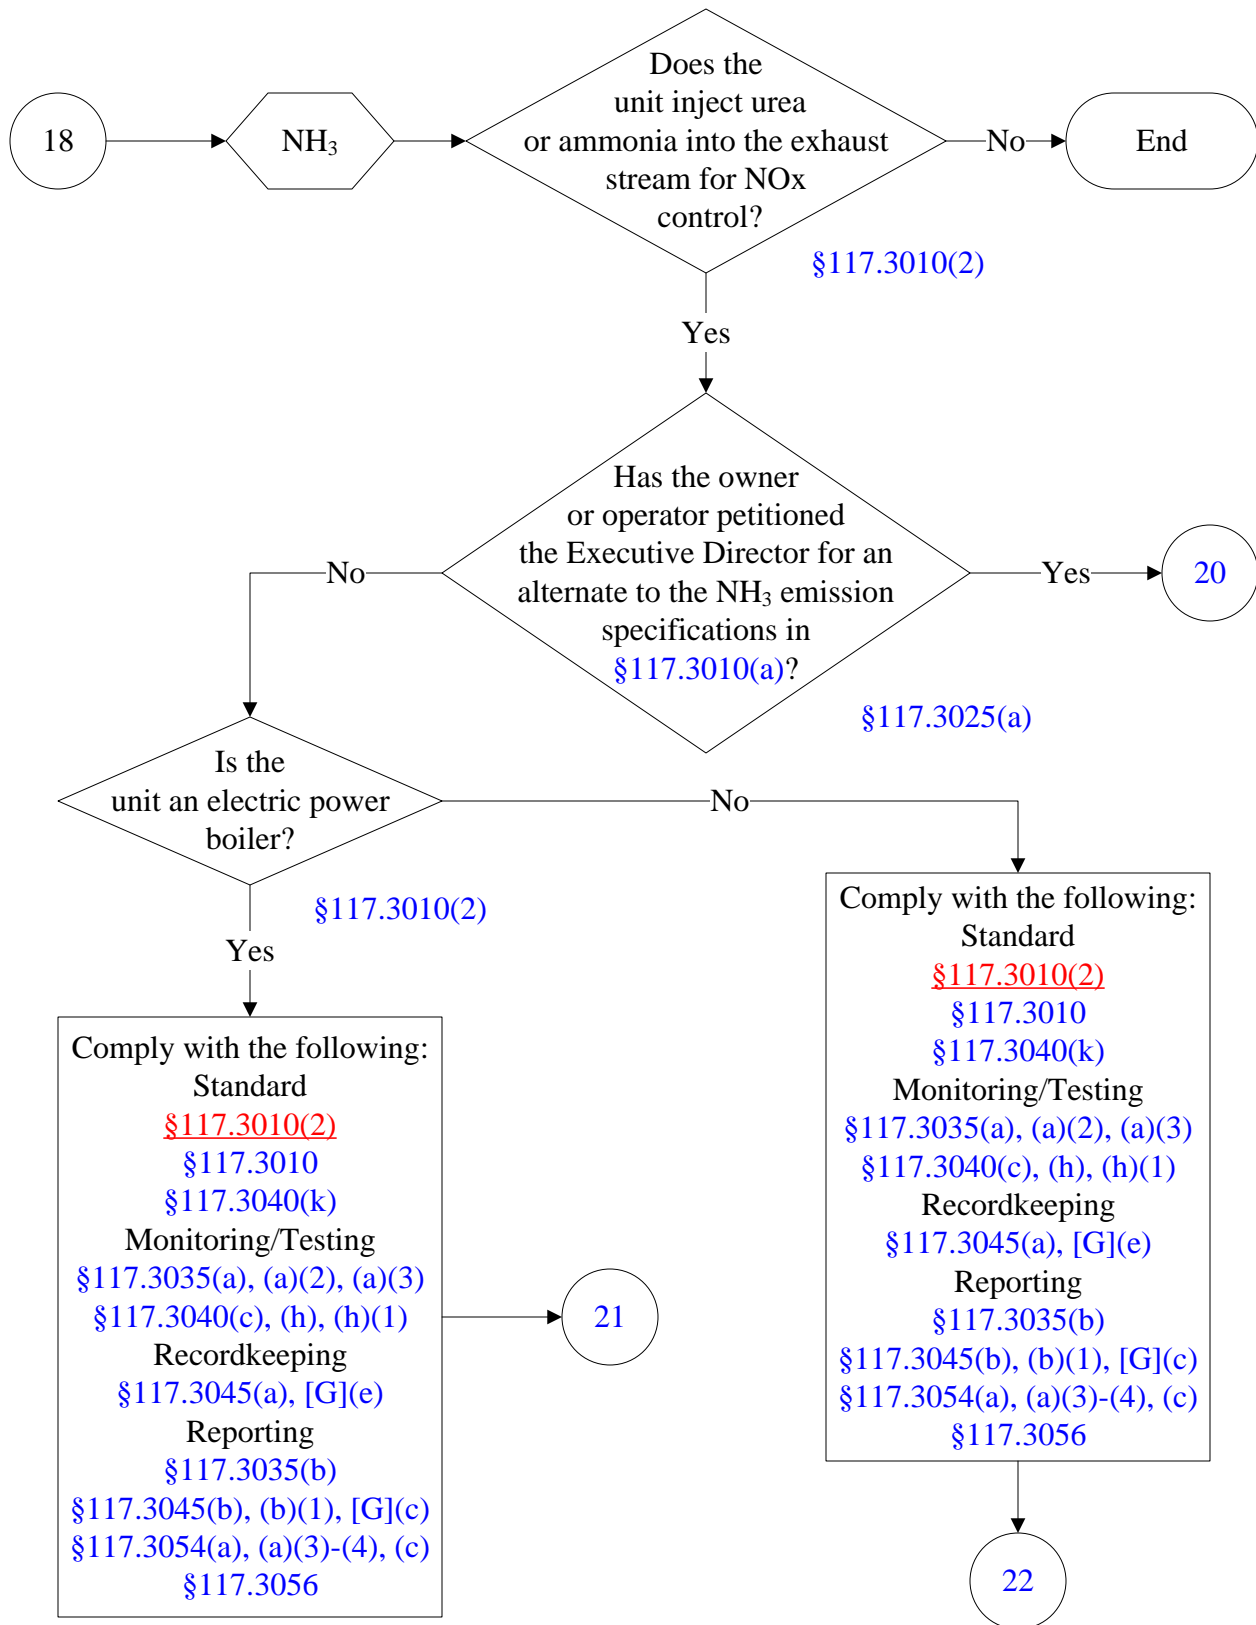 18
NH3
Does the
unit inject urea
or ammonia into the exhaust
stream for NOx
control?
No
End
§117.3010(2)
Yes
Has the owner
or operator petitioned
the Executive Director for an
alternate to the NH3 emission
specifications in
§117.3010(a)?
No
Yes
20
§117.3025(a)
Is the
unit an electric power
boiler?
No
§117.3010(2)
Yes
Comply with the following:
Standard
§117.3010(2)
§117.3010
§117.3040(k)
Monitoring/Testing
§117.3035(a), (a)(2), (a)(3)
§117.3040(c), (h), (h)(1)
Recordkeeping
§117.3045(a), [G](e)
Reporting
§117.3035(b)
§117.3045(b), (b)(1), [G](c)
§117.3054(a), (a)(3)-(4), (c)
§117.3056
21
Comply with the following:
Standard
§117.3010(2)
§117.3010
§117.3040(k)
Monitoring/Testing
§117.3035(a), (a)(2), (a)(3)
§117.3040(c), (h), (h)(1)
Recordkeeping
§117.3045(a), [G](e)
Reporting
§117.3035(b)
§117.3045(b), (b)(1), [G](c)
§117.3054(a), (a)(3)-(4), (c)
§117.3056
22